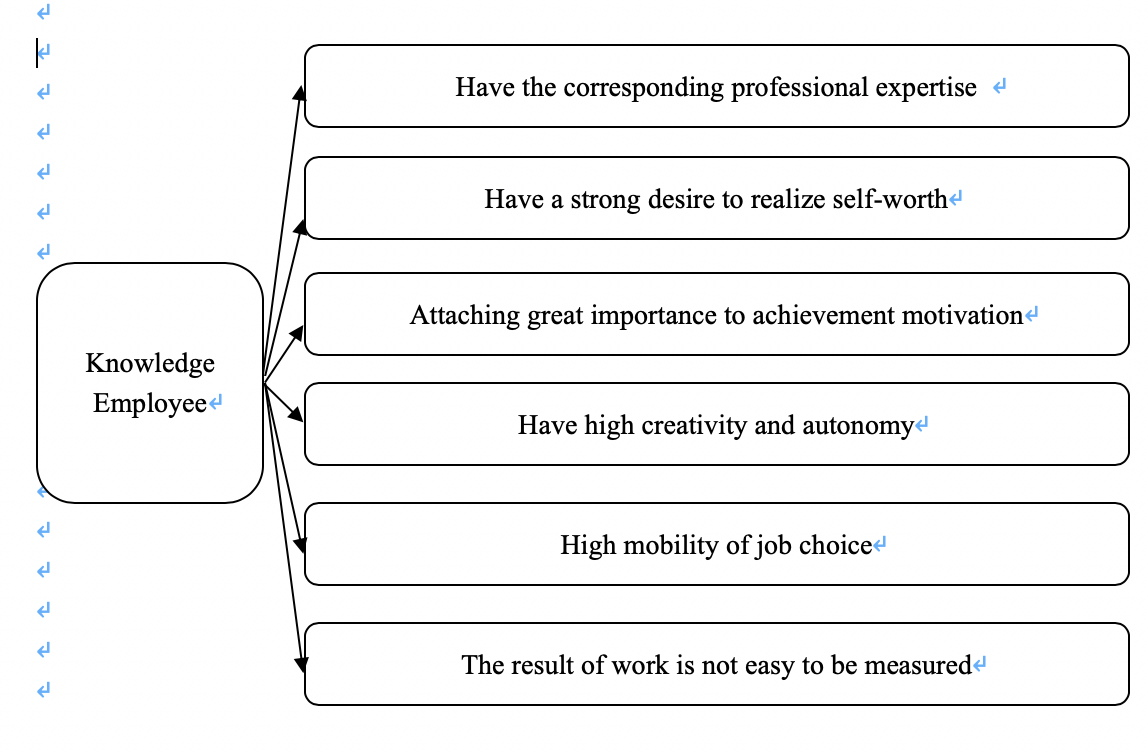 Have the corresponding professional expertise
Have a strong desire to realize self-worth
Attaching great importance to achievement motivation
Knowledge
Employee
Have high creativity and autonomy
High mobility of job choice
The result of work is not easy to be measured